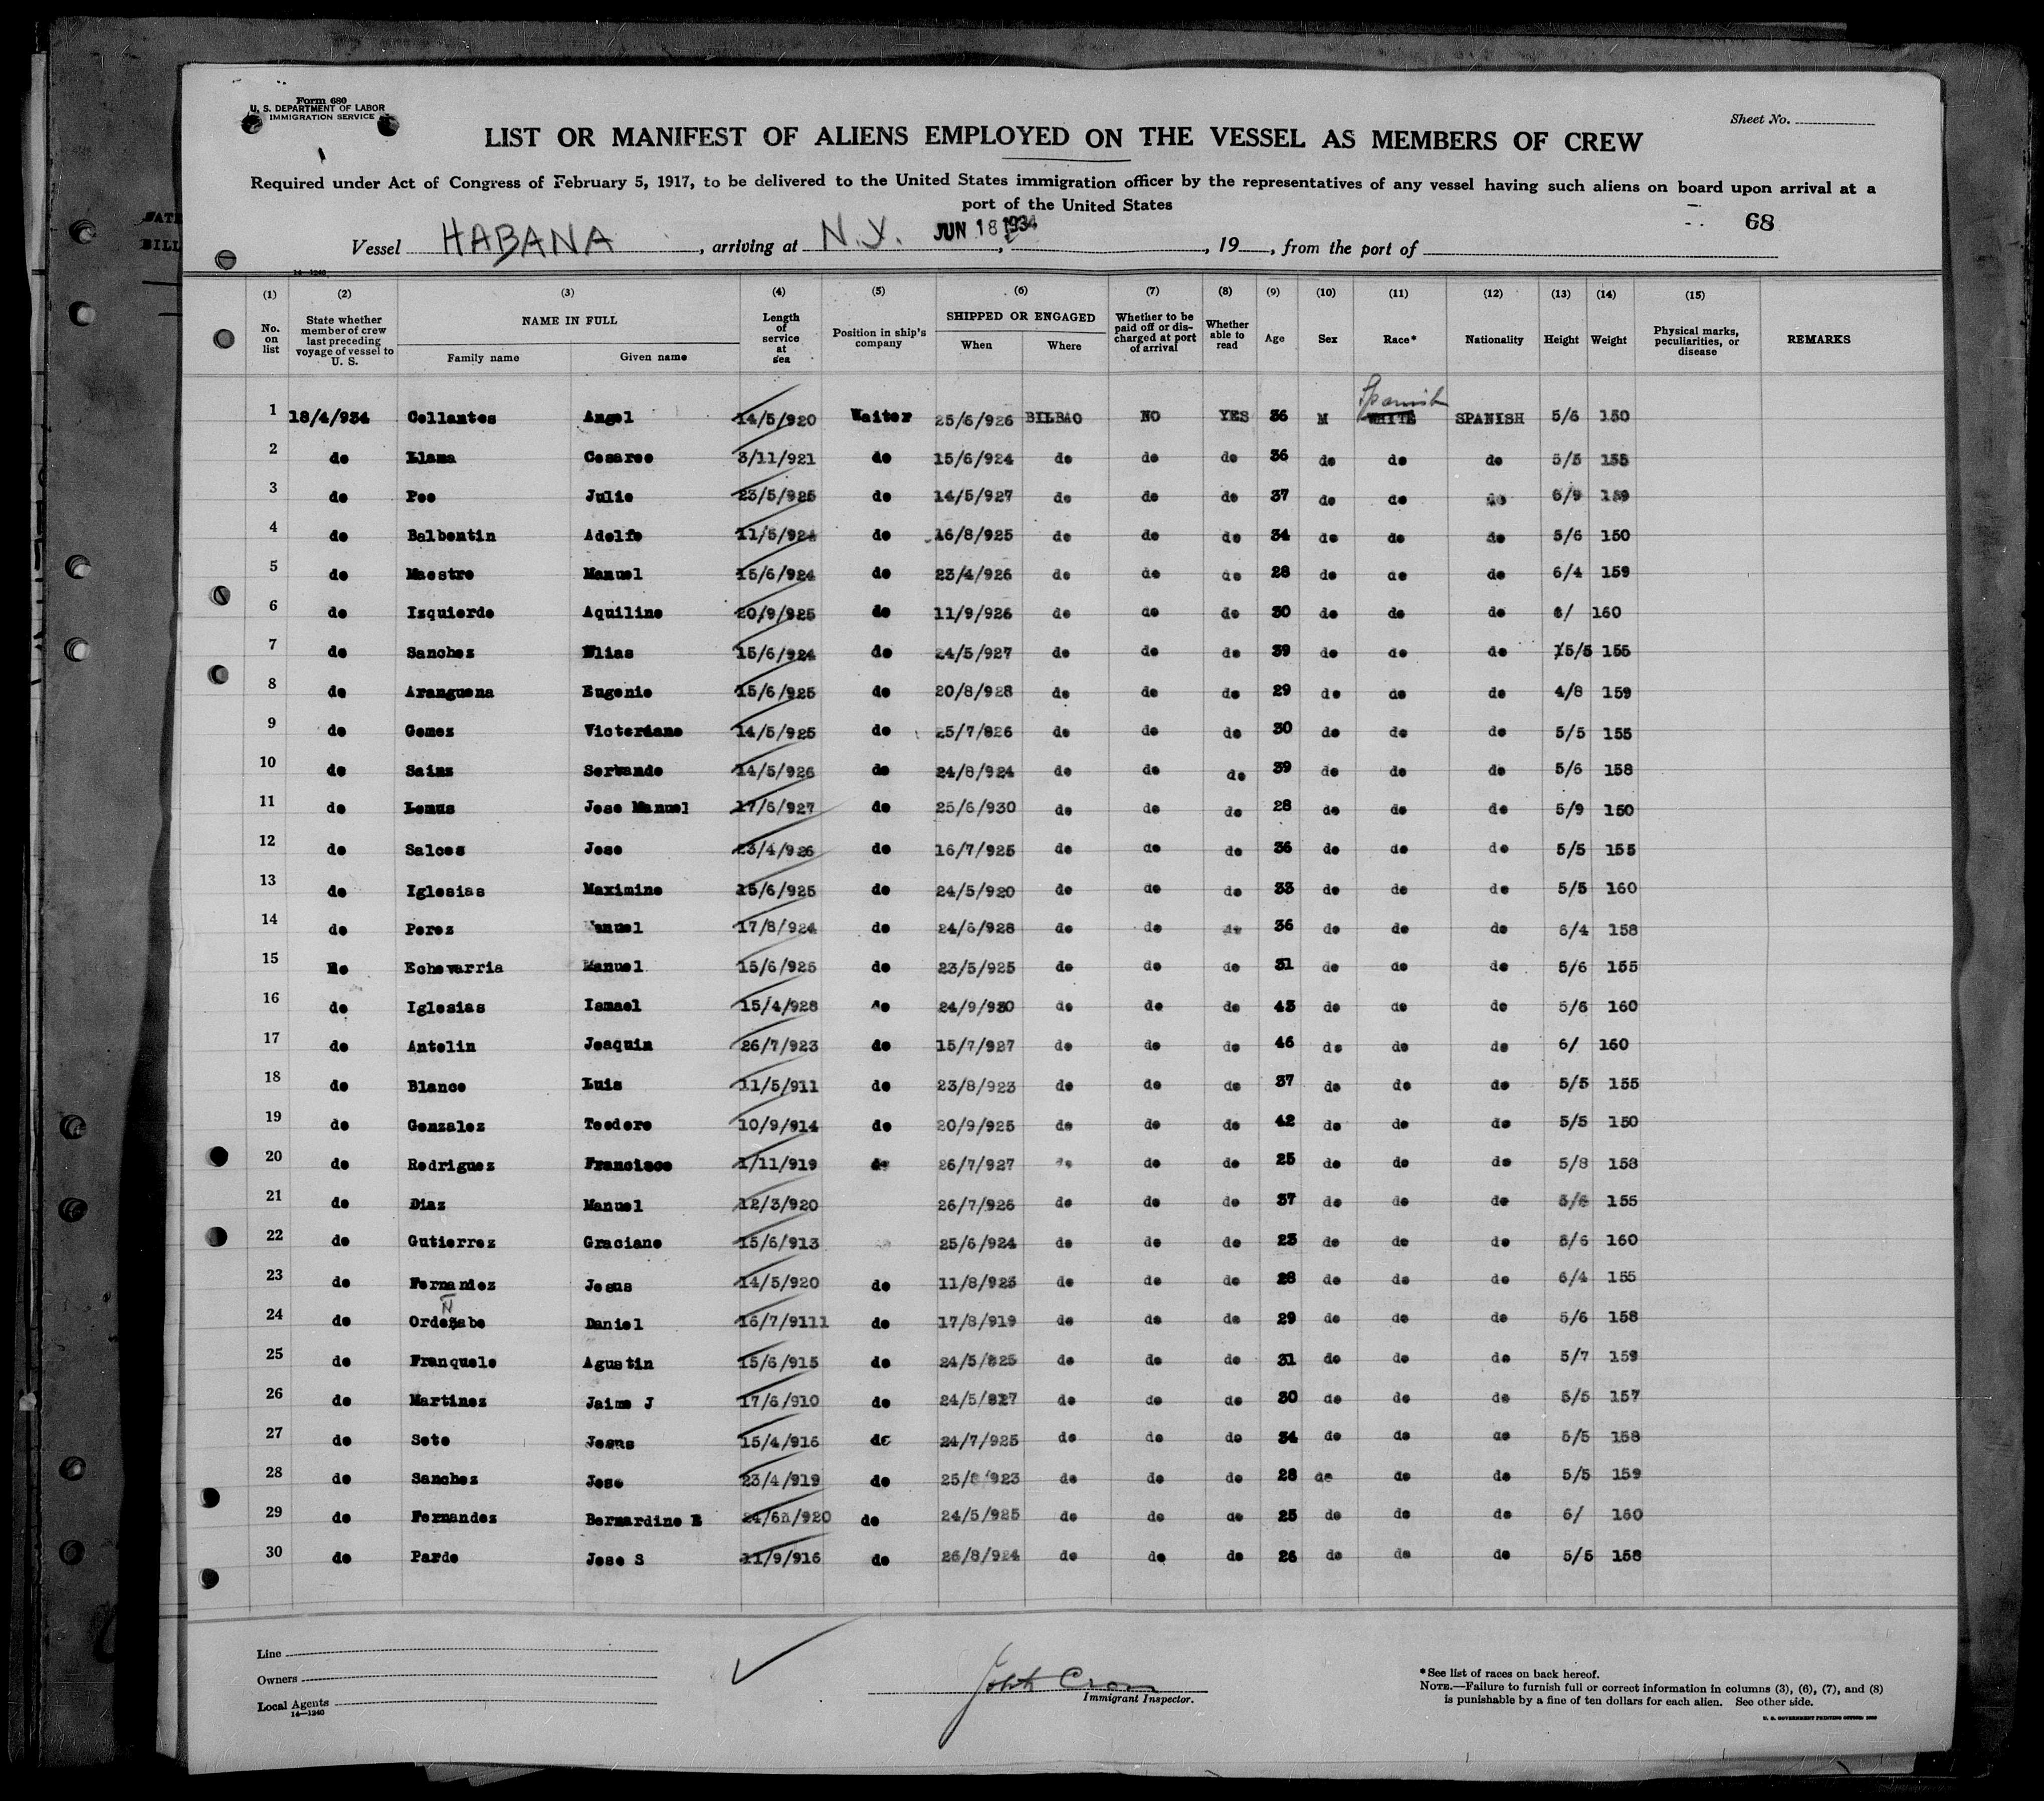 Form 680
U. S. DEPARTMENT OF LABOR
IMMIGRATION SERVICE
Sheet No.
LIST OR MANIFEST OF ALIENS EMPLOYED ON THE VESSEL AS MEMBERS OF CREW
Required under Act of Congress of February 5, 1917, to be delivered to the United States immigration officer by the representatives of any vessel having such aliens on board upon arrival at a
port of the United States
68
Vessel HABANA, arriving at N.Y. JUN 18 1934, 19, from the port of
14—1240
(1) (2) (3) (4) (5) (6) (7) (8) (9) (10) (11) (12) (13) (14) (15)
No. on list
State whether member of crew last preceding voyage of vessel to U. S.
NAME IN FULL
Family name Given name
Length of service at sea
Position in ship's company
SHIPPED OR ENGAGED
When Where
Whether to be paid off or discharged at port of arrival
Whether able to read
Age Sex Race* Nationality Height Weight
Physical marks, peculiarities, or disease
REMARKS
Spanish
1 18/4/934 Collantes Angel 14/5/920 Waiter 25/6/926 BILBAO NO YES 36 M WHITE SPANISH 5/6 150
2 do Llama Cesareo 3/11/921 do 15/6/924 do do do 36 do do do 5/5 155
3 do Poo Julio 23/5/925 do 14/5/927 do do do 37 do do do 6/9 159
4 do Balbontin Adolfo 11/5/924 do 16/8/925 do do do 34 do do do 5/6 150
5 do Maestro Manuel 15/6/924 do 23/4/926 do do do 28 do do do 6/4 159
6 do Izquierdo Aquilino 20/9/925 do 11/9/926 do do do 30 do do do 6/ 160
7 do Sanchez Elias 15/6/924 do 24/5/927 do do do 39 do do do 5/5 155
8 do Aranguena Eugenio 15/6/925 do 20/8/928 do do do 29 do do do 4/8 159
9 do Gomez Victoriano 14/5/925 do 25/7/826 do do do 30 do do do 5/5 155
10 do Sainz Servando 14/5/926 do 24/8/924 do do do 39 do do do 5/6 158
11 do Lemus Jose Manuel 17/6/927 do 25/6/930 do do do 28 do do do 5/9 150
12 do Salces Jose 23/4/926 do 16/7/925 do do do 36 do do do 5/5 155
13 do Iglesias Maximino 15/6/925 do 24/5/920 do do do 33 do do do 5/5 160
14 do Perez Manuel 17/8/924 do 24/6/928 do do do 36 do do do 6/4 158
15 do Echevarria Manuel 15/6/925 do 23/5/925 do do do 31 do do do 5/6 155
16 do Iglesias Ismael 15/4/928 do 24/9/930 do do do 43 do do do 5/6 160
17 do Antolin Joaquin 26/7/923 do 15/7/927 do do do 46 do do do 6/ 160
18 do Blanco Luis 11/5/911 do 23/8/923 do do do 37 do do do 5/5 155
19 do Gonzalez Teodoro 10/9/914 do 20/9/925 do do do 42 do do do 5/5 150
20 do Rodriguez Francisco 1/11/919 do 26/7/927 do do do 25 do do do 5/8 158
21 do Diaz Manuel 12/3/920 26/7/926 do do do 37 do do do 5/6 155
22 do Gutierrez Graciano 15/6/913 25/6/924 do do do 23 do do do 5/6 160
23 do Fernandez Jesus 14/5/920 do 11/8/925 do do do 28 do do do 6/4 155
N
24 do Ordeñabo Daniel 16/7/9111 do 17/8/919 do do do 29 do do do 5/6 158
25 do Franquelo Agustin 15/6/915 do 24/5/825 do do do 31 do do do 5/7 159
26 do Martinez Jaime J 17/6/910 do 24/5/827 do do do 30 do do do 5/5 157
27 do Soto Jesus 15/4/916 do 24/7/925 do do do 34 do do do 5/5 158
28 do Sanchez Jose 23/4/919 do 25/8/923 do do do 28 do do do 5/5 159
29 do Fernandez Bernardino E do 24/5/925 do do do 25 do do do 6/ 160
30 do Pardo Jose S 11/9/916 do 26/8/924 do do do 26 do do do 5/5 158
Line
Owners
Local Agents
14—1240
Immigrant Inspector.
*See list of races on back hereof.
NOTE.—Failure to furnish full or correct information in columns (3), (6), (7), and (8)
is punishable by a fine of ten dollars for each alien. See other side.